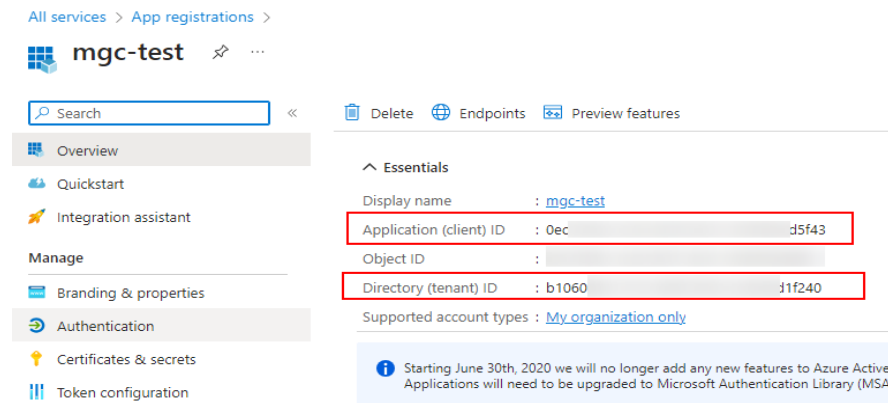 All services > App registrations >
mgc-test ...
Search «
Delete Endpoints Preview features
Overview
Quickstart
Integration assistant
Manage
Branding & properties
Authentication
Certificates & secrets
Token configuration
Essentials
Display name : mgc-test
Application (client) ID : 0ec d5f43
Object ID :
Directory (tenant) ID : b1060 d1f240
Supported account types : My organization only
Starting June 30th, 2020 we will no longer add any new features to Azure Active
Applications will need to be upgraded to Microsoft Authentication Library (MSA